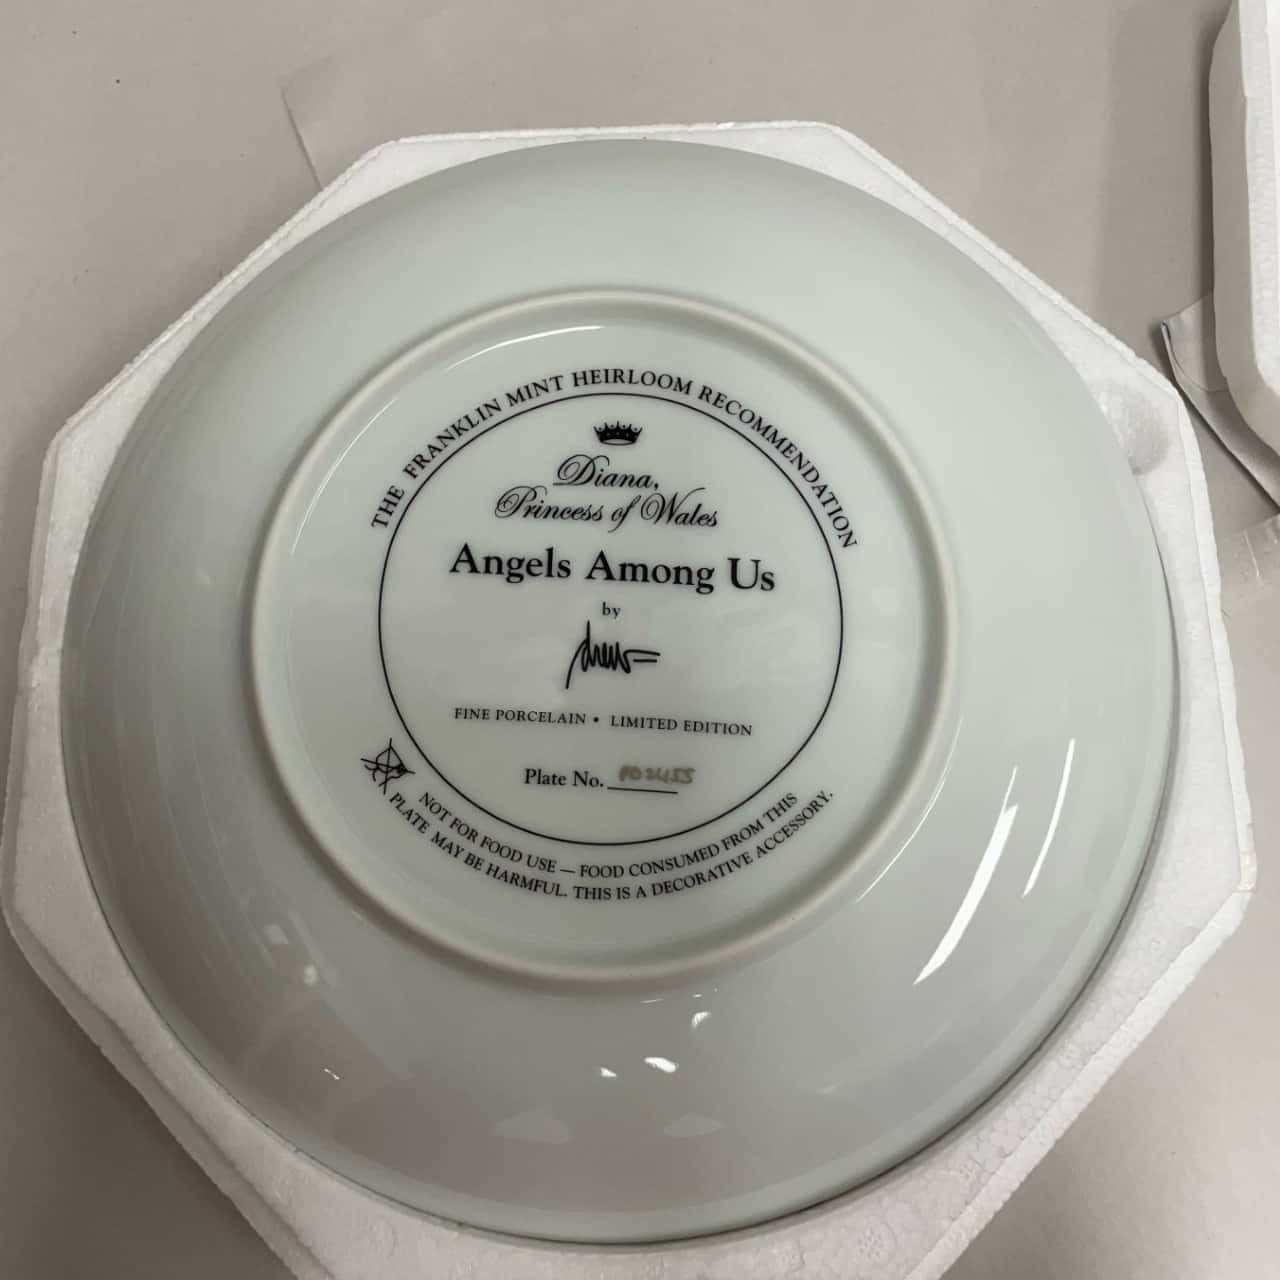 THE FRANKLIN MINT HEIRLOOM RECOMMENDATION
Diana,
Princess of Wales
Angels Among Us
by
FINE PORCELAIN • LIMITED EDITION
Plate No.
NOT FOR FOOD USE — FOOD CONSUMED FROM THIS
PLATE MAY BE HARMFUL. THIS IS A DECORATIVE ACCESSORY.